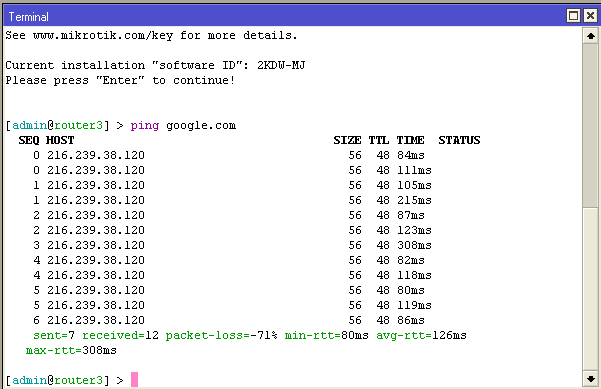 Terminal
See www.mikrotik.com/key for more details.
Current installation "software ID": 2KDW-MJ
Please press "Enter" to continue!
[admin@router3] > ping google.com
SEQ HOST SIZE TTL TIME STATUS
0 216.239.38.120 56 48 84ms
0 216.239.38.120 56 48 111ms
1 216.239.38.120 56 48 105ms
1 216.239.38.120 56 48 215ms
2 216.239.38.120 56 48 87ms
2 216.239.38.120 56 48 123ms
3 216.239.38.120 56 48 308ms
4 216.239.38.120 56 48 82ms
4 216.239.38.120 56 48 118ms
5 216.239.38.120 56 48 80ms
5 216.239.38.120 56 48 119ms
6 216.239.38.120 56 48 86ms
sent=7 received=12 packet-loss=-71% min-rtt=80ms avg-rtt=126ms
max-rtt=308ms
[admin@router3] >